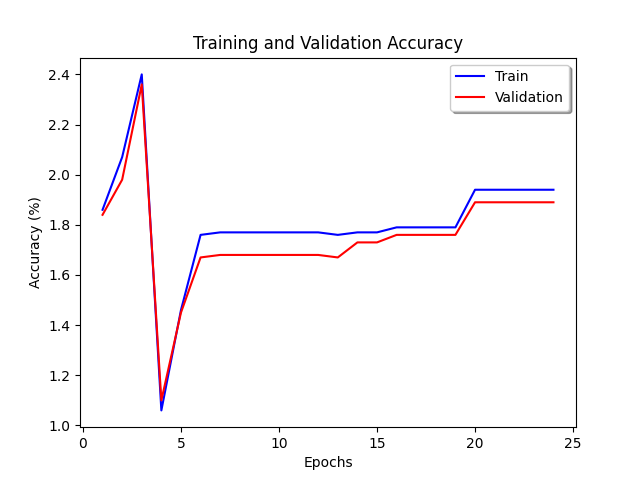 Training and Validation Accuracy
Train
Validation
Accuracy (%)
2.4
2.2
2.0
1.8
1.6
1.4
1.2
1.0
0
5
10
15
20
25
Epochs